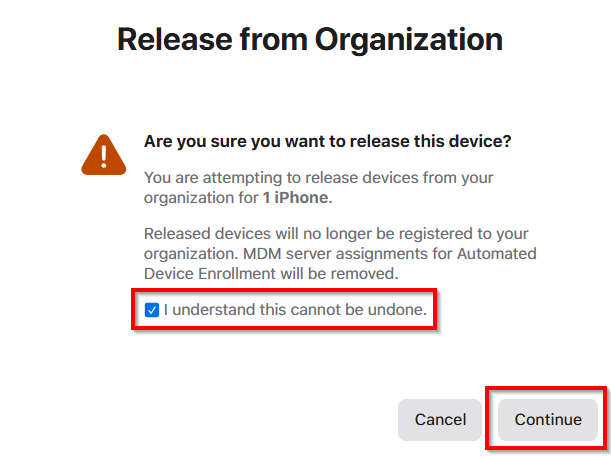 Release from Organization
Are you sure you want to release this device?
You are attempting to release devices from your
organization for 1 iPhone.
Released devices will no longer be registered to your
organization. MDM server assignments for Automated
Device Enrollment will be removed.
I understand this cannot be undone.
Cancel
Continue